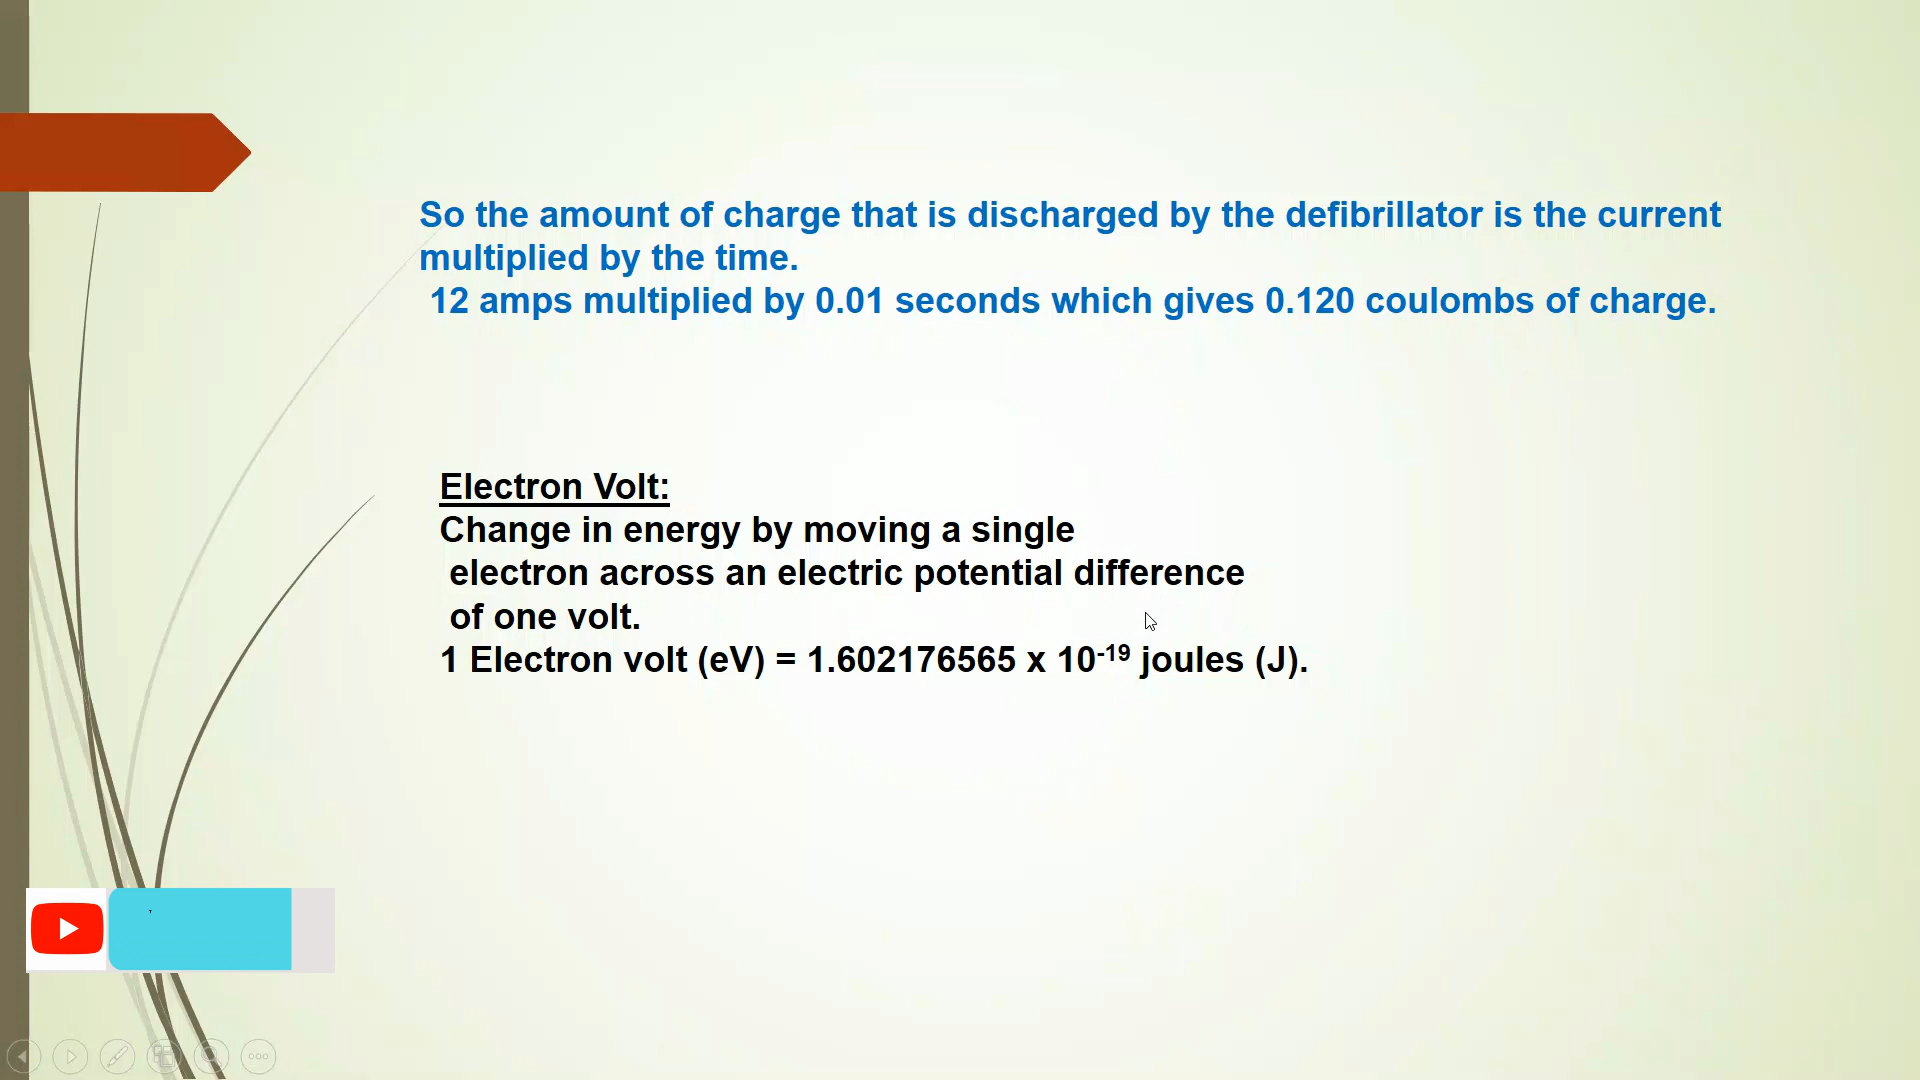 So the amount of charge that is discharged by the defibrillator is the current
multiplied by the time.
12 amps multiplied by 0.01 seconds which gives 0.120 coulombs of charge.
Electron Volt:
Change in energy by moving a single
electron across an electric potential difference
of one volt.
1 Electron volt (eV) = 1.602176565 x 10⁻¹⁹ joules (J).